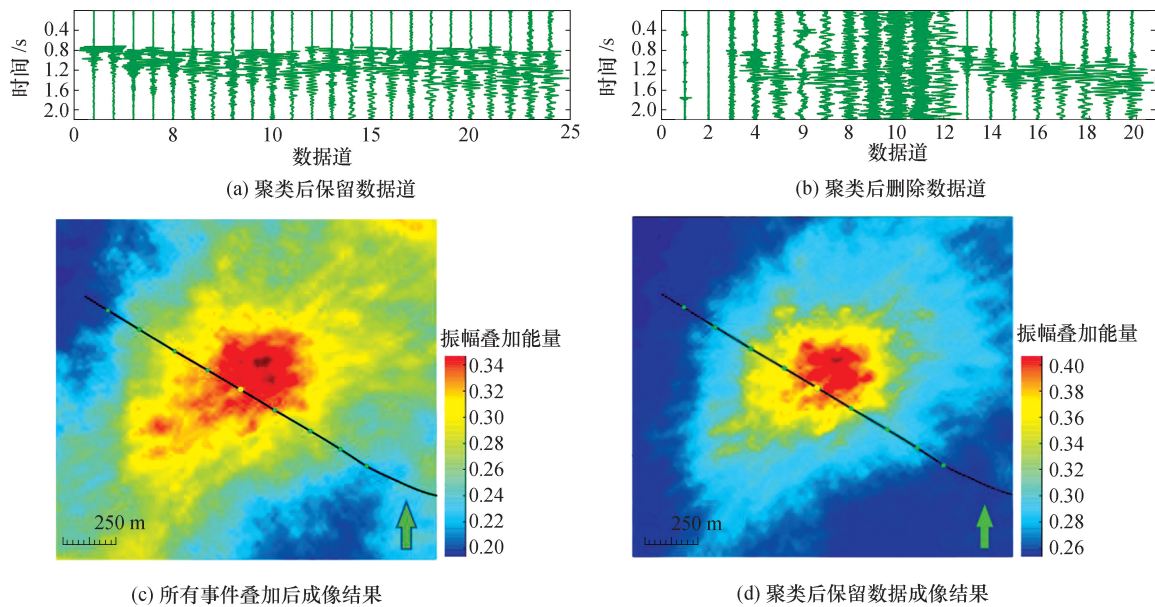 时间/s
0.4
0.8
1.2
1.6
2.0
0 8 8 10 15 20 25
数据道
(a) 聚类后保留数据道
时间/s
0.4
0.8
1.2
1.6
2.0
0 2 4 6 9 8 10 12 14 16 18 20
数据道
(b) 聚类后删除数据道
振幅叠加能量
0.34
0.32
0.30
0.28
0.26
0.24
0.22
0.20
250 m
(c) 所有事件叠加后成像结果
振幅叠加能量
0.40
0.38
0.36
0.34
0.32
0.30
0.28
0.26
250 m
(d) 聚类后保留数据成像结果